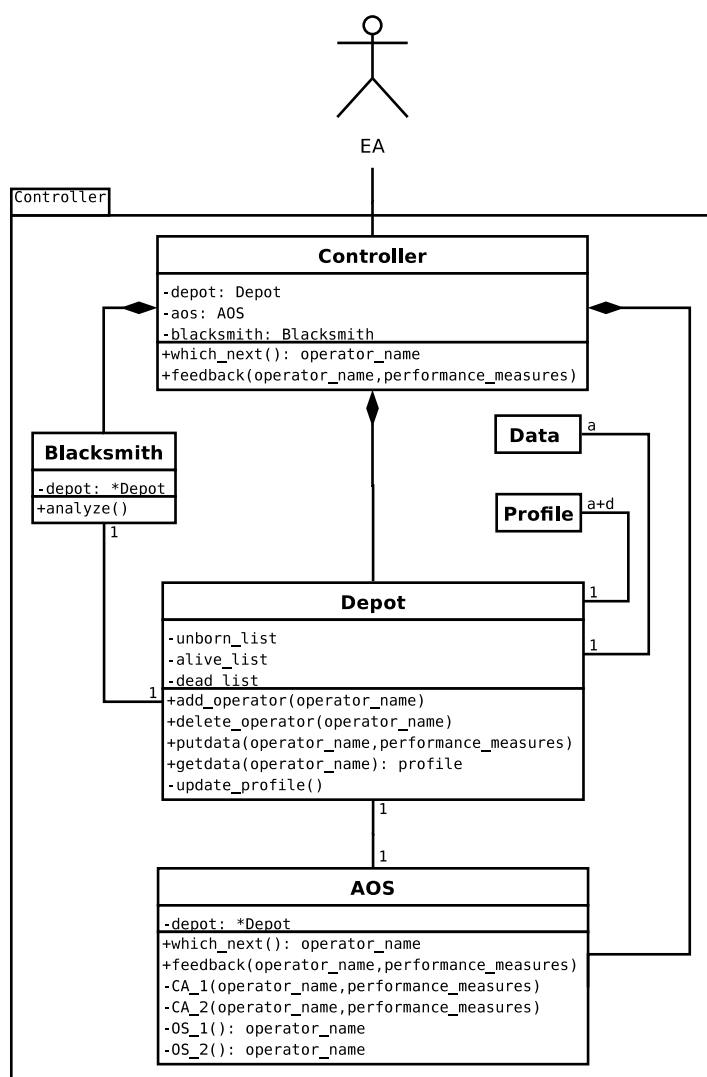 EA
Controller
Controller
-depot: Depot
-aos: AOS
-blacksmith: Blacksmith
+which_next(): operator_name
+feedback(operator_name,performance_measures)
Blacksmith
-depot: *Depot
+analyze()
1
Data
a
Profile
a+d
1
1
1
Depot
-unborn_list
-alive_list
-dead_list
+add_operator(operator_name)
+delete_operator(operator_name)
+putdata(operator_name,performance_measures)
+getdata(operator_name): profile
-update_profile()
1
1
AOS
-depot: *Depot
+which_next(): operator_name
+feedback(operator_name,performance_measures)
-CA_1(operator_name,performance_measures)
-CA_2(operator_name,performance_measures)
-OS_1(): operator_name
-OS_2(): operator_name